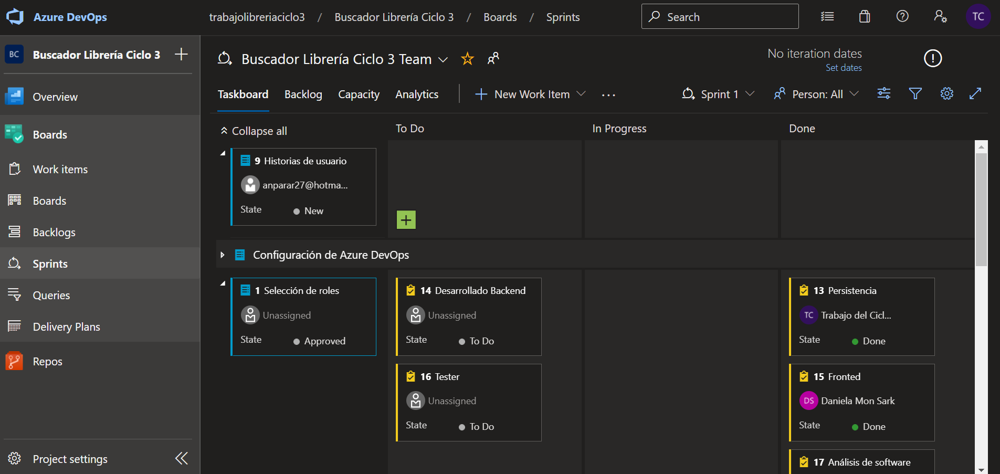 Azure DevOps
trabajolibreriaciclo3 / Buscador Librería Ciclo 3 / Boards / Sprints
Search
TC
BC Buscador Librería Ciclo 3
Overview
Boards
Work items
Boards
Backlogs
Sprints
Queries
Delivery Plans
Repos
Project settings
Buscador Librería Ciclo 3 Team
No iteration dates
Set dates
Taskboard Backlog Capacity Analytics New Work Item Sprint 1 Person: All
Collapse all To Do In Progress Done
9 Historias de usuario
anparar27@hotma...
State New
Configuración de Azure DevOps
1 Selección de roles
Unassigned
State Approved
14 Desarrollado Backend
Unassigned
State To Do
16 Tester
Unassigned
State To Do
13 Persistencia
TC Trabajo del Cicl...
State Done
15 Fronted
DS Daniela Mon Sark
State Done
17 Análisis de software